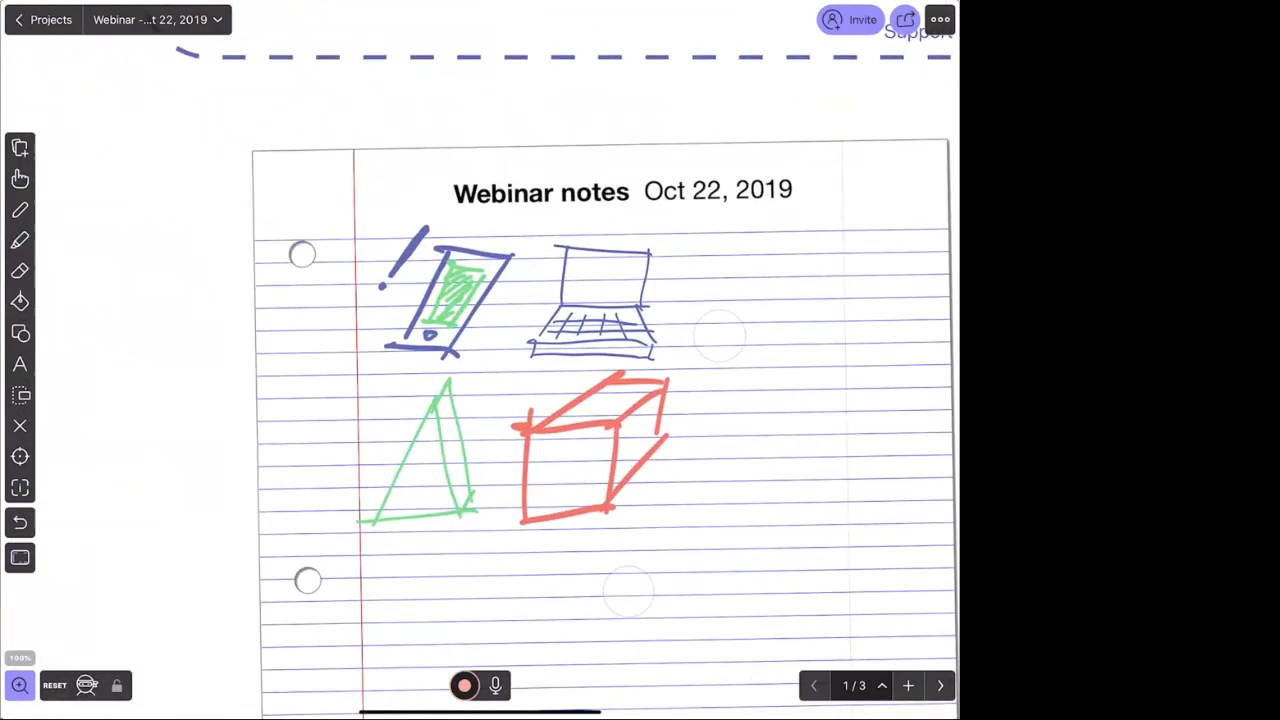 Projects
Webinar -...t 22, 2019
Invite
Support
Webinar notes Oct 22, 2019
A
100%
RESET
1 / 3